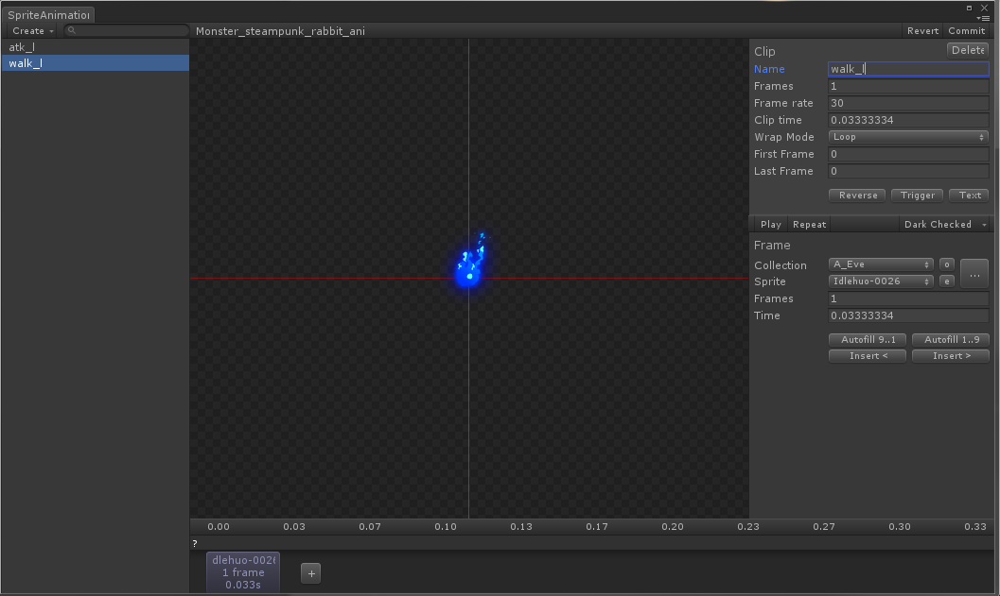 SpriteAnimation
Create
Monster_steampunk_rabbit_ani
Revert Commit
atk_l
walk_l
Clip Delete
Name walk_l
Frames 1
Frame rate 30
Clip time 0.03333334
Wrap Mode Loop
First Frame 0
Last Frame 0
Reverse Trigger Text
Play Repeat Dark Checked
Frame
Collection A_Eve o ...
Sprite Idlehuo-0026 e
Frames 1
Time 0.03333334
Autofill 9..1 Autofill 1..9
Insert < Insert >
0.00 0.03 0.07 0.10 0.13 0.17 0.20 0.23 0.27 0.30 0.33
?
dlehuo-0026
1 frame
0.033s
+